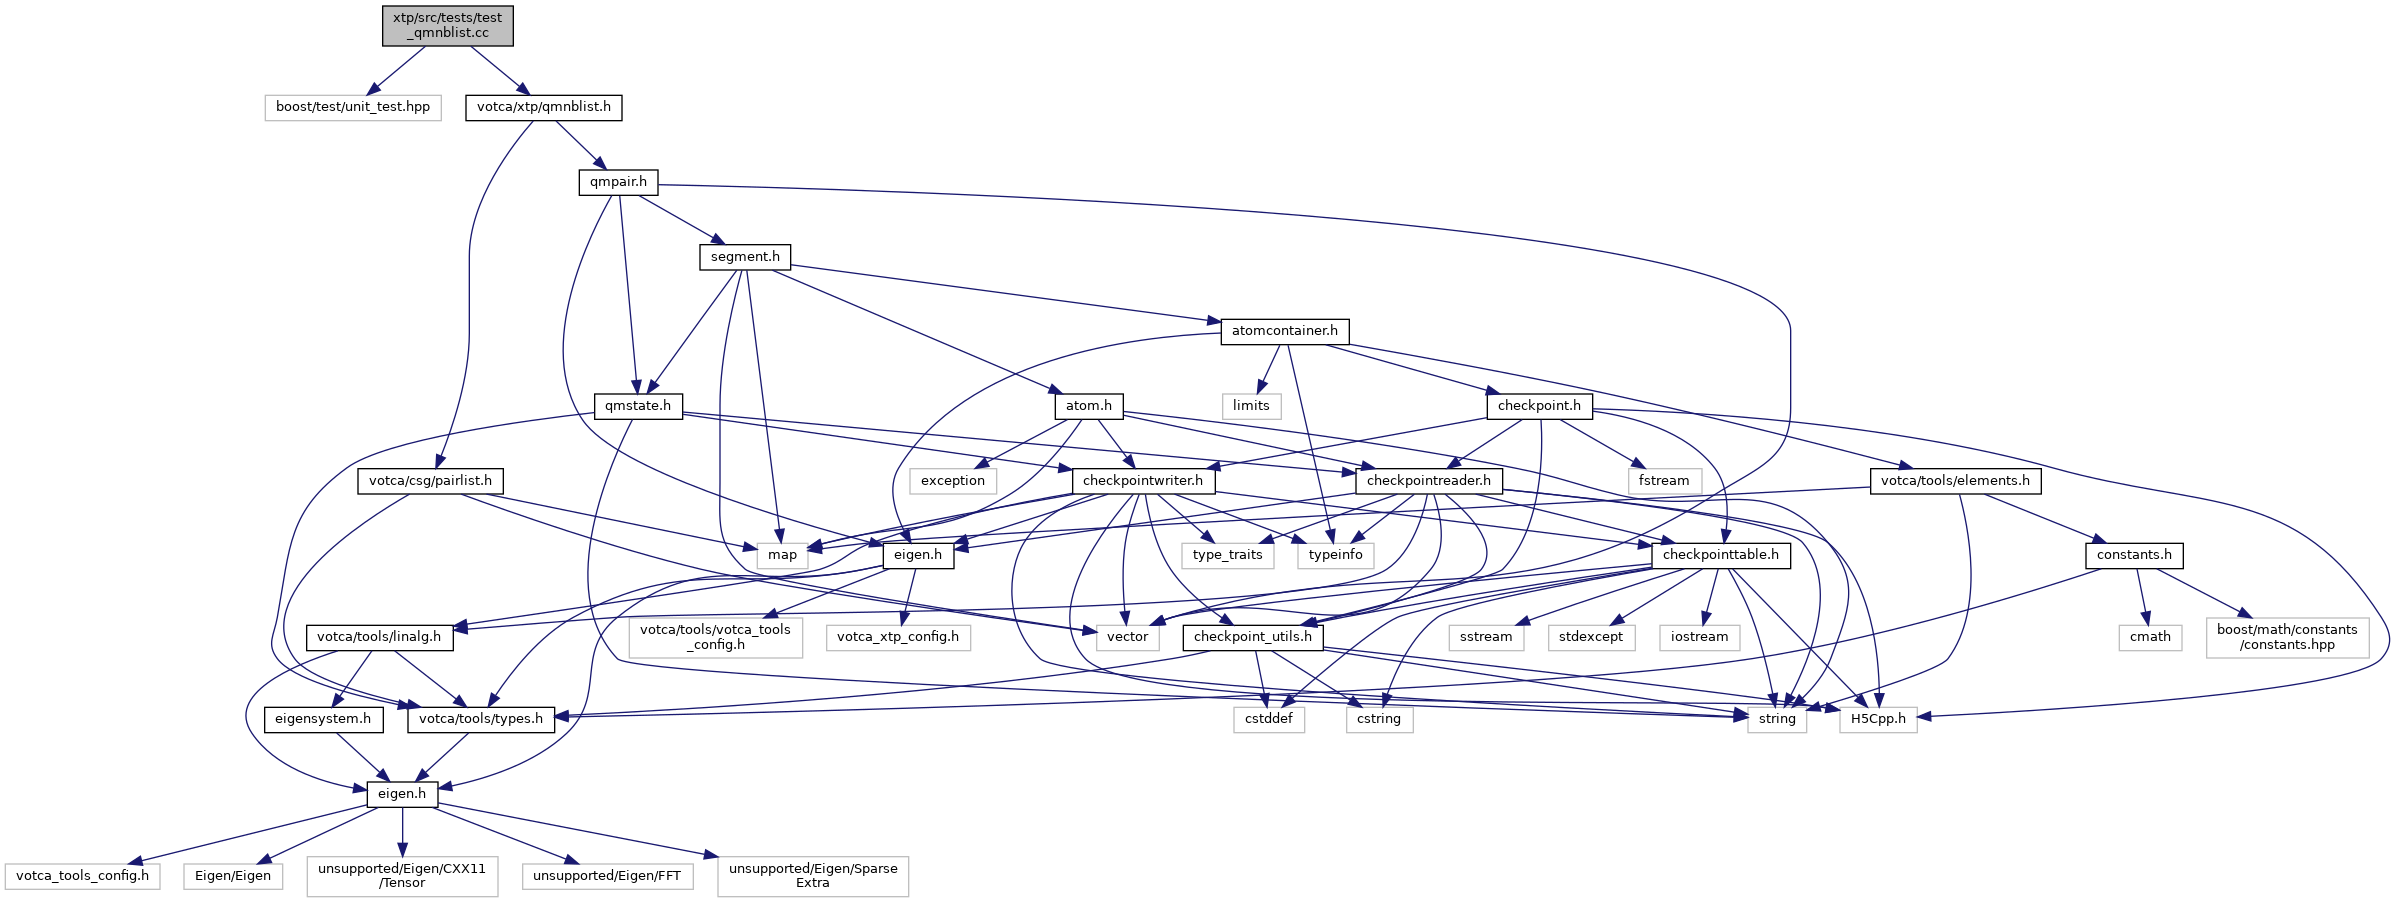 xtp/src/tests/test
_qmnblist.cc
boost/test/unit_test.hpp
votca/xtp/qmnblist.h
qmpair.h
segment.h
atomcontainer.h
qmstate.h
atom.h
limits
checkpoint.h
votca/csg/pairlist.h
exception
checkpointwriter.h
checkpointreader.h
fstream
votca/tools/elements.h
map
eigen.h
type_traits
typeinfo
checkpointtable.h
constants.h
votca/tools/linalg.h
votca/tools/votca_tools
_config.h
votca_xtp_config.h
vector
checkpoint_utils.h
sstream
stdexcept
iostream
cmath
boost/math/constants
/constants.hpp
eigensystem.h
votca/tools/types.h
cstddef
cstring
string
H5Cpp.h
eigen.h
votca_tools_config.h
Eigen/Eigen
unsupported/Eigen/CXX11
/Tensor
unsupported/Eigen/FFT
unsupported/Eigen/Sparse
Extra